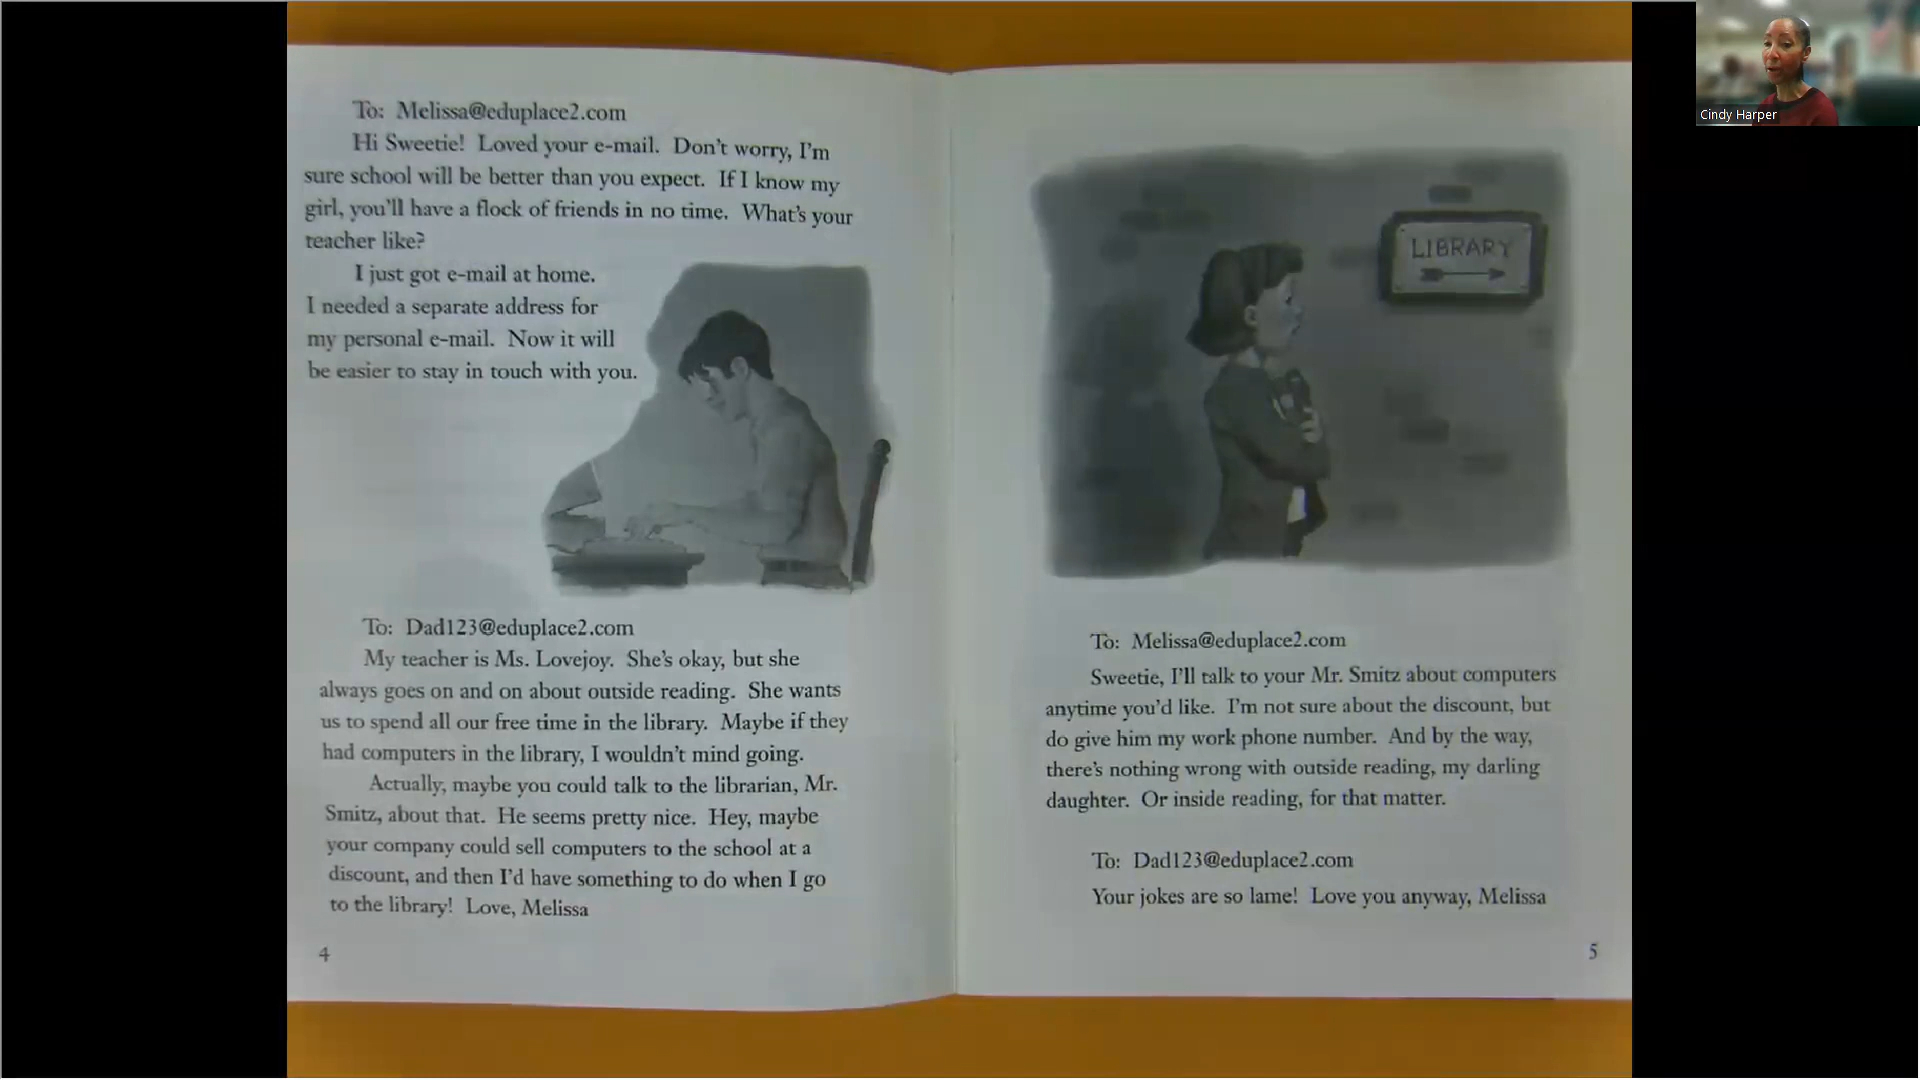 To: Melissa@eduplace2.com
Hi Sweetie! Loved your e-mail. Don't worry, I'm
sure school will be better than you expect. If I know my
girl, you'll have a flock of friends in no time. What's your
teacher like?
I just got e-mail at home.
I needed a separate address for
my personal e-mail. Now it will
be easier to stay in touch with you.
To: Dad123@eduplace2.com
My teacher is Ms. Lovejoy. She's okay, but she
always goes on and on about outside reading. She wants
us to spend all our free time in the library. Maybe if they
had computers in the library, I wouldn't mind going.
Actually, maybe you could talk to the librarian, Mr.
Smitz, about that. He seems pretty nice. Hey, maybe
your company could sell computers to the school at a
discount, and then I'd have something to do when I go
to the library! Love, Melissa
4
LIBRARY
To: Melissa@eduplace2.com
Sweetie, I'll talk to your Mr. Smitz about computers
anytime you'd like. I'm not sure about the discount, but
do give him my work phone number. And by the way,
there's nothing wrong with outside reading, my darling
daughter. Or inside reading, for that matter.
To: Dad123@eduplace2.com
Your jokes are so lame! Love you anyway, Melissa
5
Cindy Harper